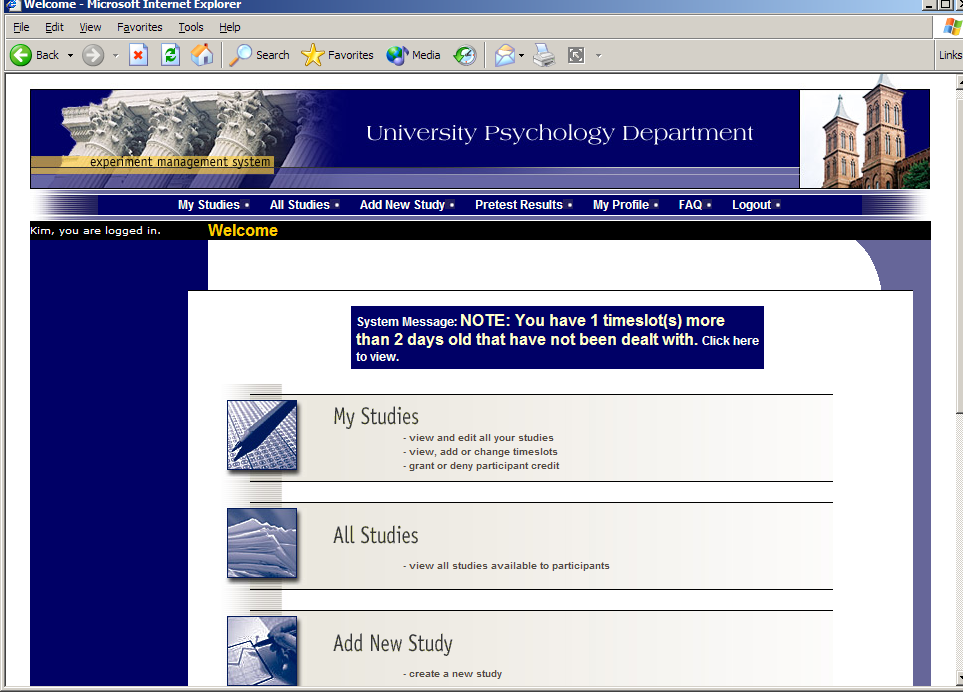 Welcome - Microsoft Internet Explorer
File Edit View Favorites Tools Help
Back Search Favorites Media Links
University Psychology Department
experiment management system
My Studies All Studies Add New Study Pretest Results My Profile FAQ Logout
Kim, you are logged in. Welcome
System Message: NOTE: You have 1 timeslot(s) more
than 2 days old that have not been dealt with. Click here
to view.
My Studies
- view and edit all your studies
- view, add or change timeslots
- grant or deny participant credit
All Studies
- view all studies available to participants
Add New Study
- create a new study